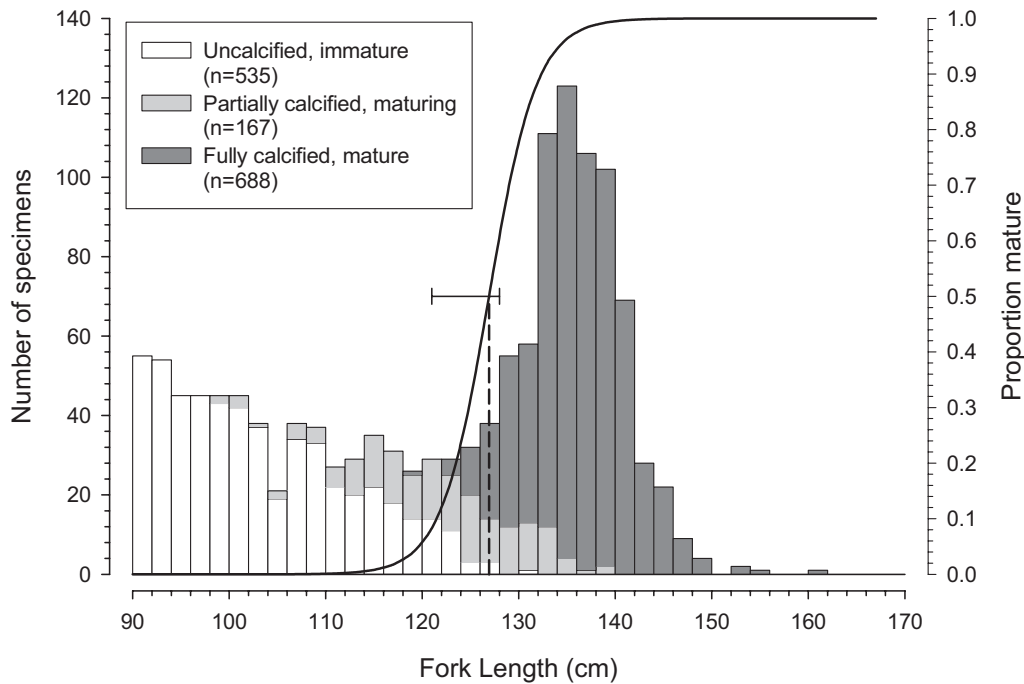 140
120
100
80
60
40
20
0
Number of specimens
Uncalcified, immature
(n=535)
Partially calcified, maturing
(n=167)
Fully calcified, mature
(n=688)
1.0
0.9
0.8
0.7
0.6
0.5
0.4
0.3
0.2
0.1
0.0
Proportion mature
90 100 110 120 130 140 150 160 170
Fork Length (cm)